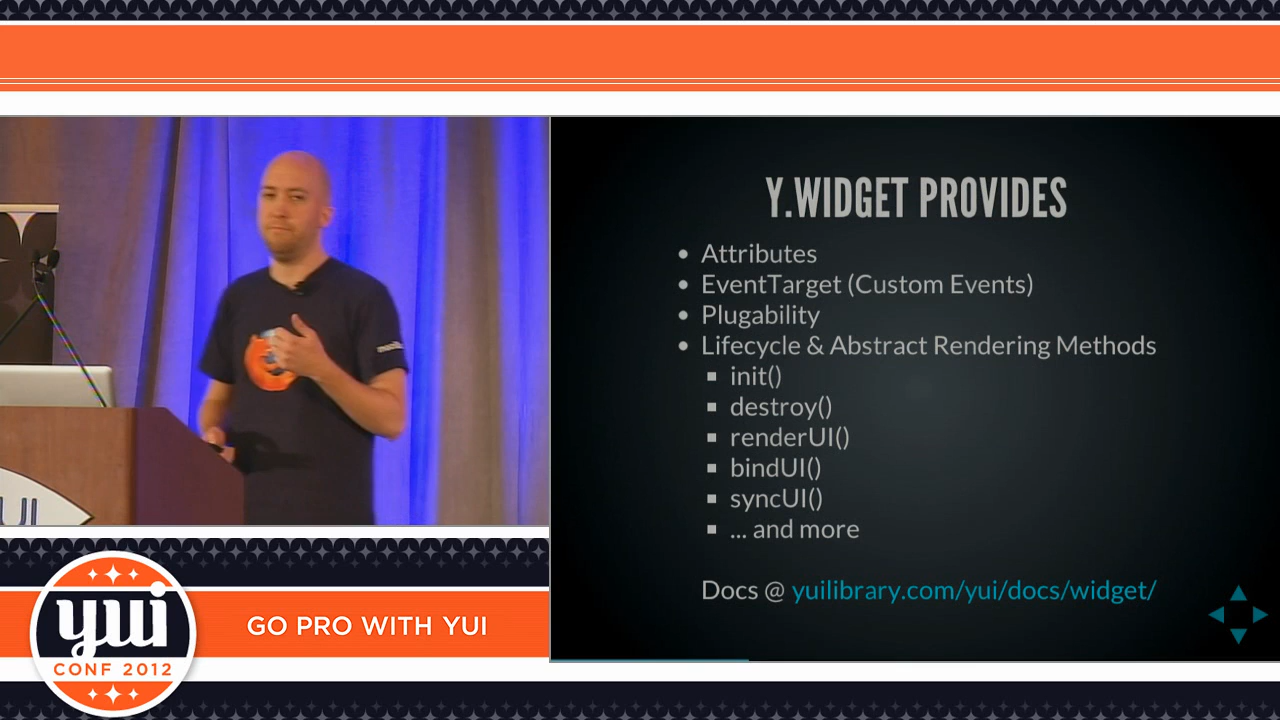 Y.WIDGET PROVIDES
• Attributes
• EventTarget (Custom Events)
• Plugability
• Lifecycle & Abstract Rendering Methods
▪ init()
▪ destroy()
▪ renderUI()
▪ bindUI()
▪ syncUI()
▪ ... and more
Docs @ yuilibrary.com/yui/docs/widget/
UI
yui
CONF 2012
GO PRO WITH YUI